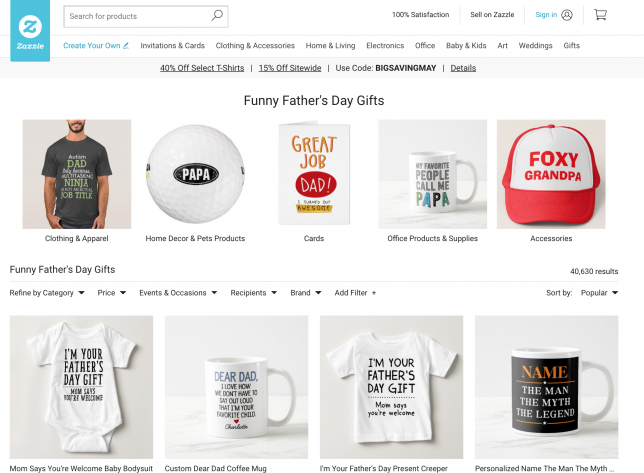 Search for products
100% Satisfaction
Sell on Zazzle
Sign in
Z
Zazzle
Create Your Own
Invitations & Cards
Clothing & Accessories
Home & Living
Electronics
Office
Baby & Kids
Art
Weddings
Gifts
40% Off Select T-Shirts | 15% Off Sitewide | Use Code: BIGSAVINGMAY | Details
Funny Father's Day Gifts
Autism
DAD
NINJA
JOB TITLE
PAPA
GREAT
JOB
DAD!
I TURNED OUT
AWESOME
MY FAVORITE
PEOPLE
CALL ME
PAPA
FOXY
GRANDPA
Clothing & Apparel
Home Decor & Pets Products
Cards
Office Products & Supplies
Accessories
Funny Father's Day Gifts
40,630 results
Refine by Category
Price
Events & Occasions
Recipients
Brand
Add Filter +
Sort by: Popular
I'M YOUR
FATHER'S
DAY GIFT
MOM SAYS
YOU'RE WELCOME
DEAR DAD,
I LOVE HOW
WE DON'T HAVE TO
SAY OUT LOUD
THAT I'M YOUR
FAVORITE CHILD.
Charlotte
I'M YOUR
FATHER'S
DAY GIFT
Mom says
you're welcome
NAME
THE MAN
THE MYTH
THE LEGEND
Mom Says You're Welcome Baby Bodysuit
Custom Dear Dad Coffee Mug
I'm Your Father's Day Present Creeper
Personalized Name The Man The Myth ...